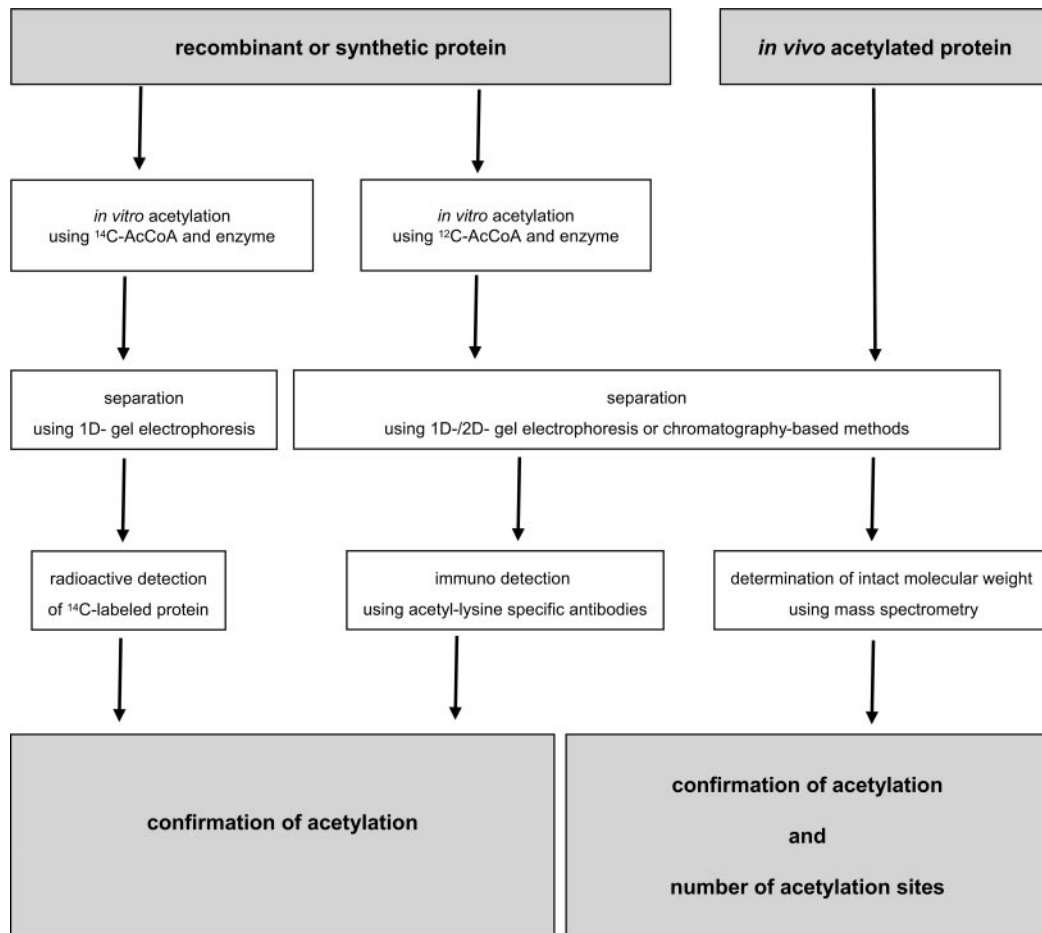 recombinant or synthetic protein
in vivo acetylated protein
in vitro acetylation
using ¹⁴C-AcCoA and enzyme
in vitro acetylation
using ¹²C-AcCoA and enzyme
separation
using 1D- gel electrophoresis
separation
using 1D-/2D- gel electrophoresis or chromatography-based methods
radioactive detection
of ¹⁴C-labeled protein
immuno detection
using acetyl-lysine specific antibodies
determination of intact molecular weight
using mass spectrometry
confirmation of acetylation
confirmation of acetylation
and
number of acetylation sites